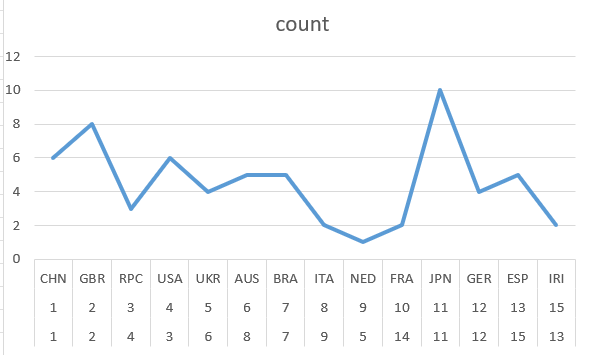 count
12
10
8
6
4
2
0
CHN GBR RPC USA UKR AUS BRA ITA NED FRA JPN GER ESP IRI
1 2 3 4 5 6 7 8 9 10 11 12 13 15
1 2 4 3 6 8 7 9 5 14 11 12 15 13